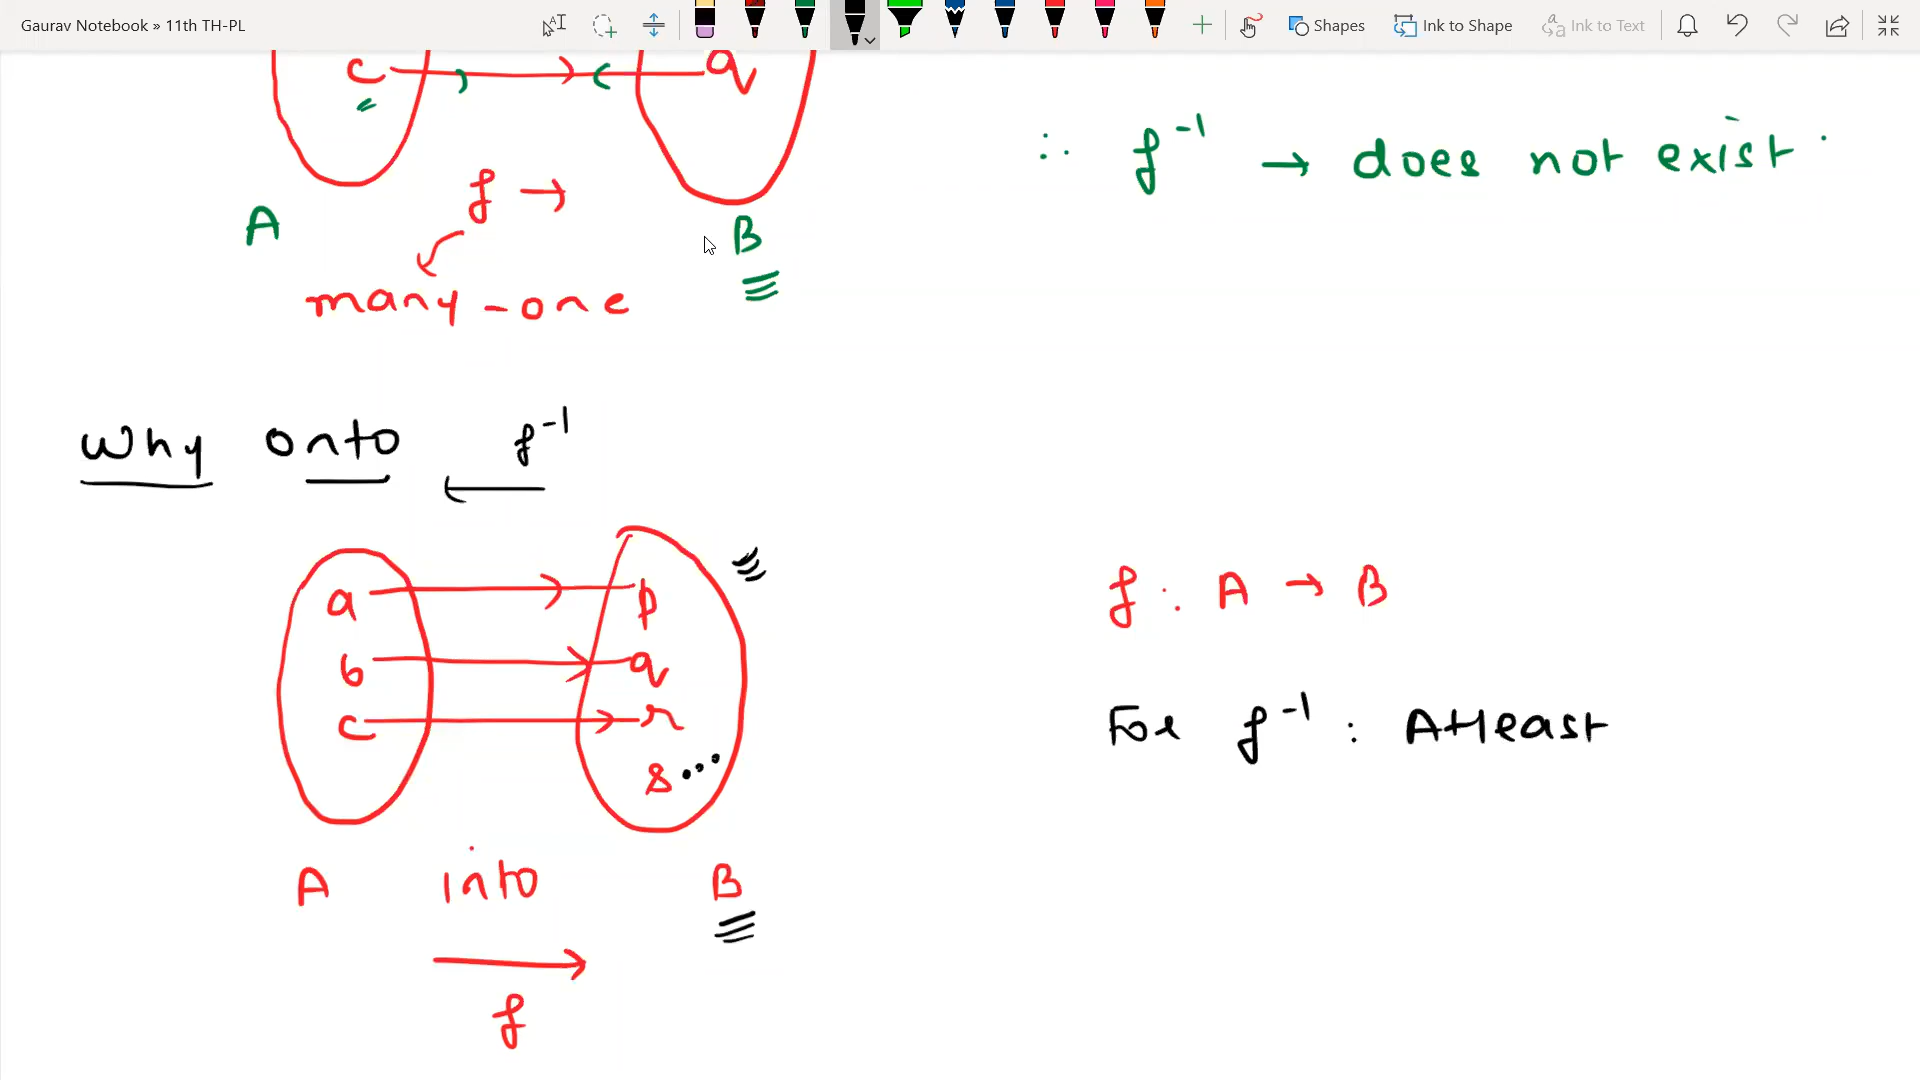 Gaurav Notebook » 11th TH-PL
Shapes
Ink to Shape
Ink to Text
c q
∴ f⁻¹ → does not exist.
f →
A B
many-one
Why onto f⁻¹
a p
b q
c r
s...
f : A → B
For f⁻¹ : Atleast
A into B
f